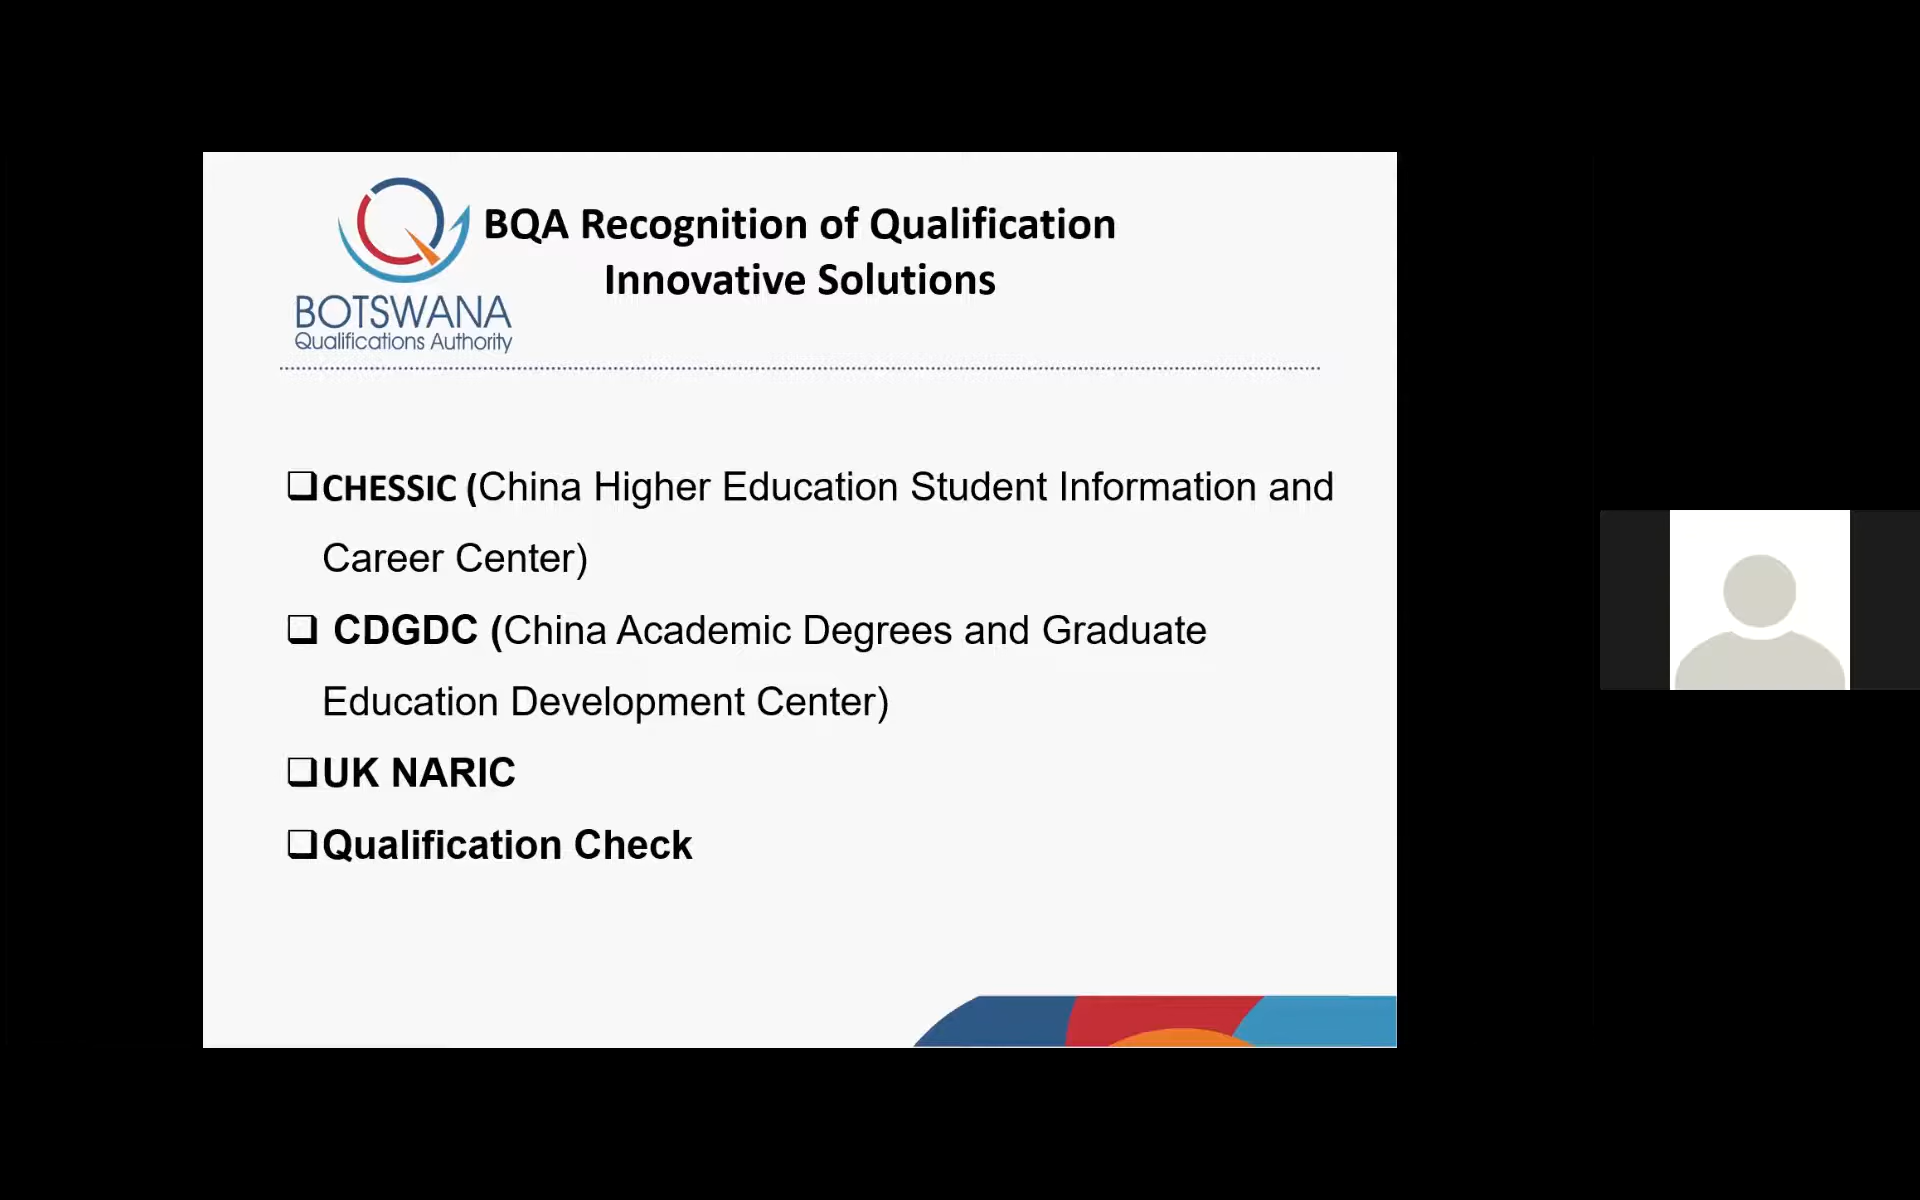 BQA Recognition of Qualification
Innovative Solutions
BOTSWANA
Qualifications Authority
CHESSIC (China Higher Education Student Information and
Career Center)
CDGDC (China Academic Degrees and Graduate
Education Development Center)
UK NARIC
Qualification Check